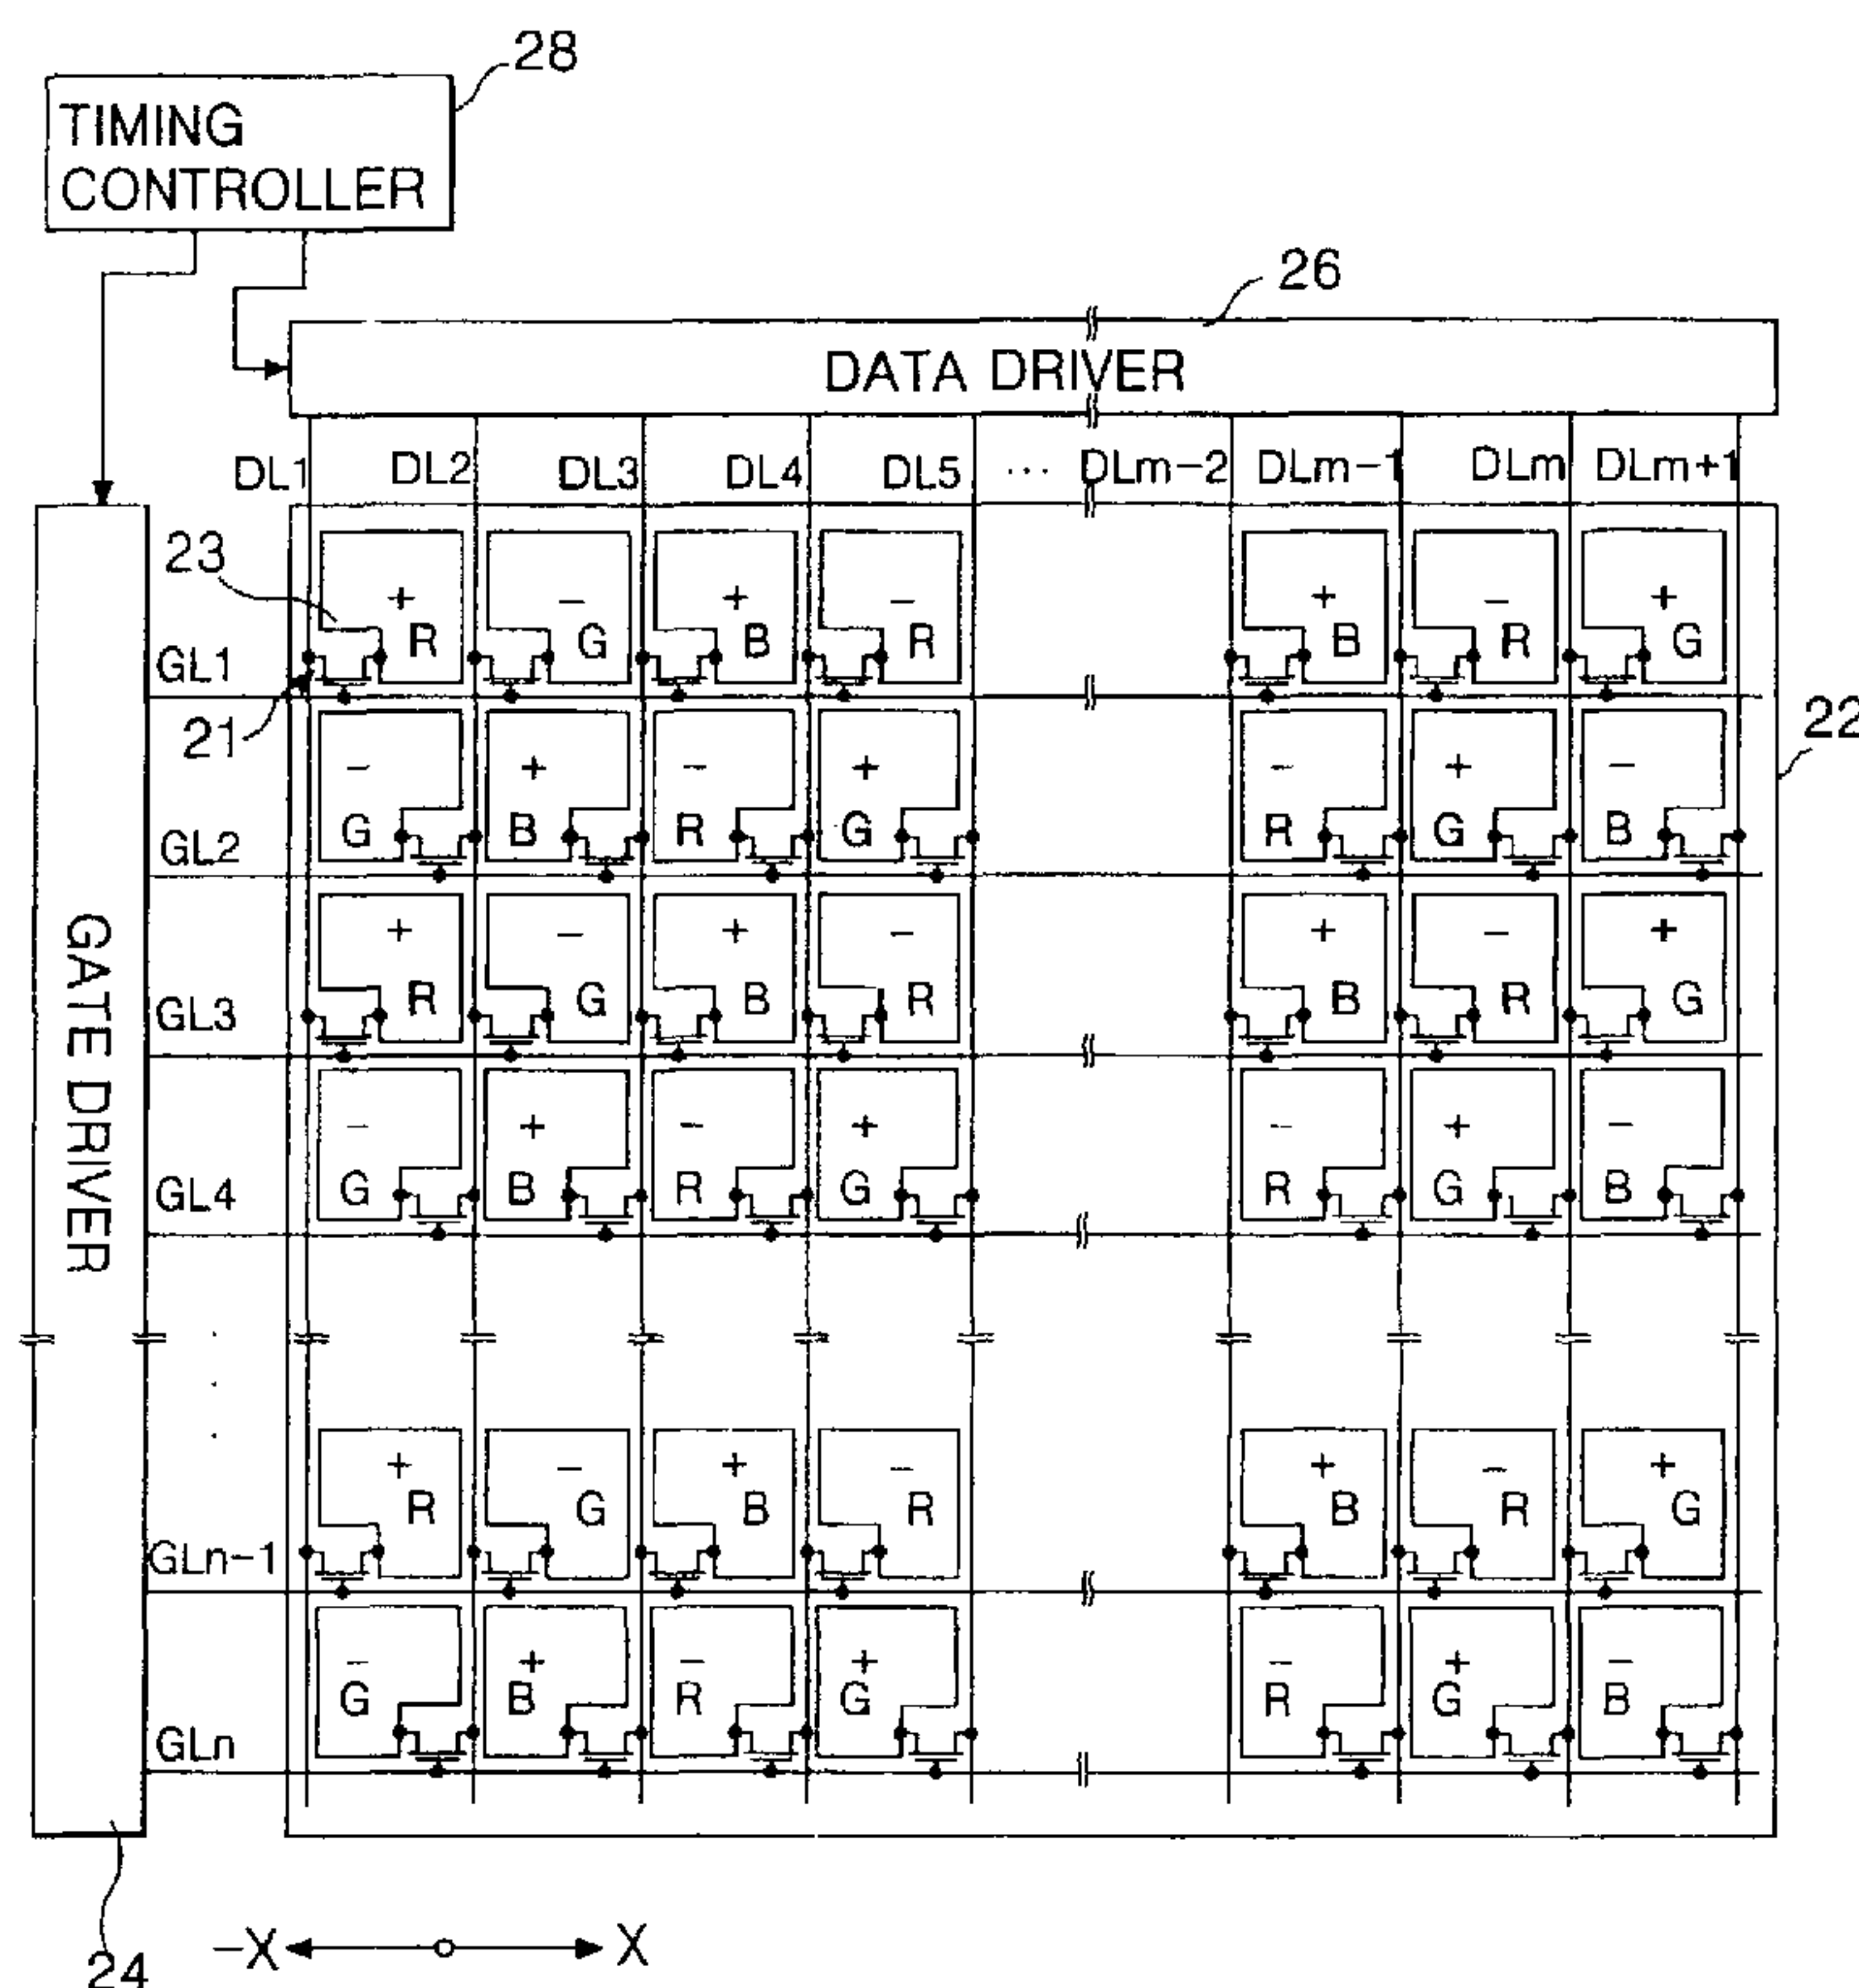 28
TIMING
CONTROLLER
26
DATA DRIVER
DL1 DL2 DL3 DL4 DL5 ... DLm-2 DLm-1 DLm DLm+1
23
+ - + - + - +
R G B R B R G
GL1
21
22
- + - + - + -
G B R G R G B
GL2
+ - + - + - +
R G B R B R G
GL3
GATE DRIVER
- + - + - + -
G B R G R G B
GL4
+ - + - + - +
R G B R B R G
GLn-1
- + - + - + -
G B R G R G B
GLn
24
-X X